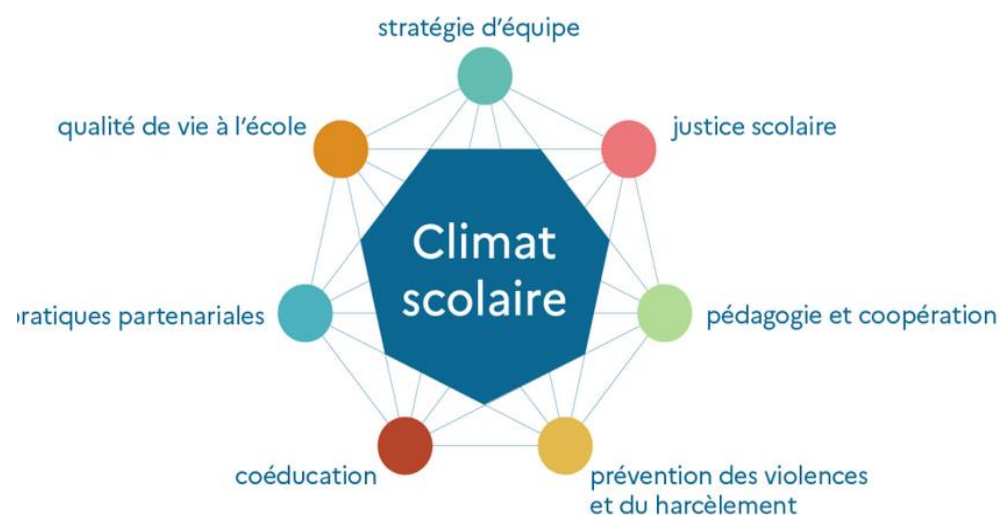 stratégie d'équipe
qualité de vie à l'école
justice scolaire
Climat
scolaire
pratiques partenariales
pédagogie et coopération
coéducation
prévention des violences
et du harcèlement